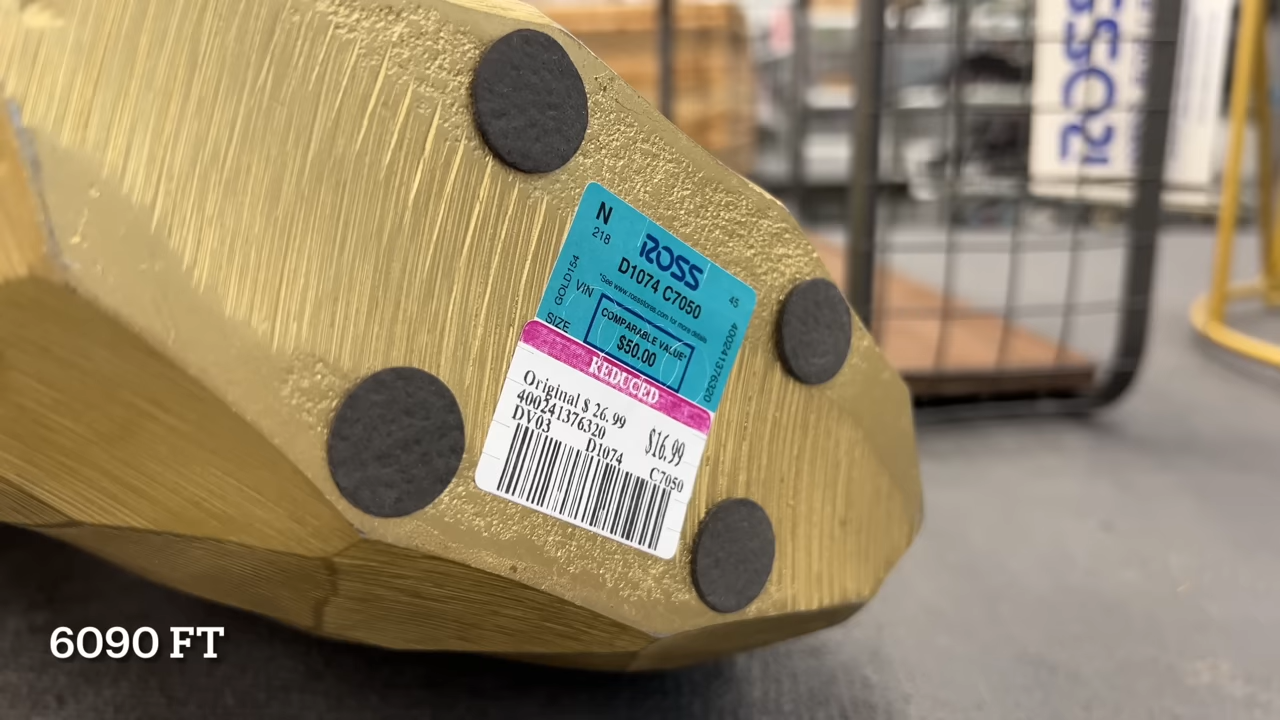 N
218
ROSS
D1074 C7050
*See www.rossstores.com for more details
45
GOLD154
VIN
SIZE
COMPARABLE VALUE*
$50.00
400241376320
REDUCED
Original $ 26.99
400241376320
$16.99
DV03 D1074
C7050
ROSS
6090 FT